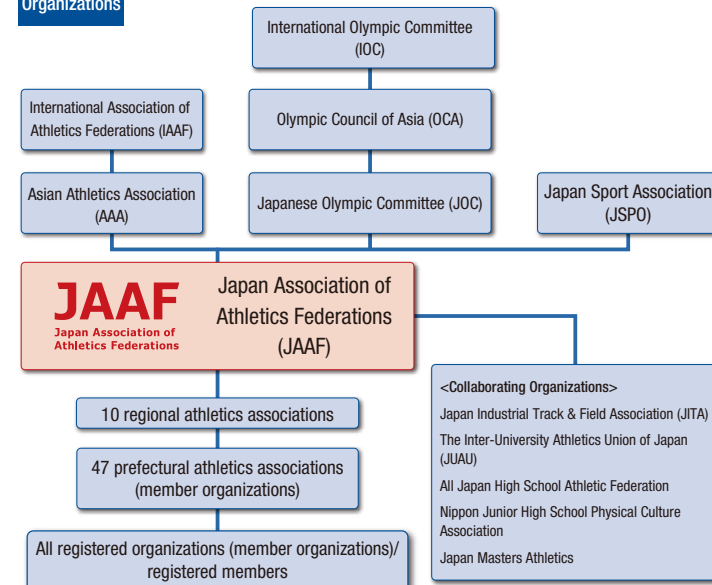 Organizations
International Olympic Committee
(IOC)
International Association of
Athletics Federations (IAAF)
Olympic Council of Asia (OCA)
Asian Athletics Association
(AAA)
Japanese Olympic Committee (JOC)
Japan Sport Association
(JSPO)
JAAF
Japan Association of
Athletics Federations
Japan Association of
Athletics Federations
(JAAF)
10 regional athletics associations
47 prefectural athletics associations
(member organizations)
All registered organizations (member organizations)/
registered members
<Collaborating Organizations>
Japan Industrial Track & Field Association (JITA)
The Inter-University Athletics Union of Japan
(JUAU)
All Japan High School Athletic Federation
Nippon Junior High School Physical Culture
Association
Japan Masters Athletics